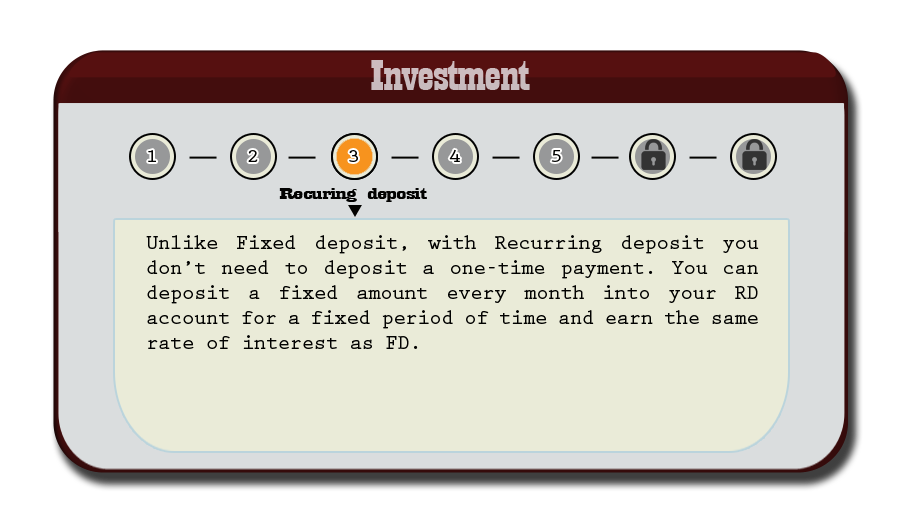 Investment
1 2 3 4 5
Recuring deposit
Unlike Fixed deposit, with Recurring deposit you
don't need to deposit a one-time payment. You can
deposit a fixed amount every month into your RD
account for a fixed period of time and earn the same
rate of interest as FD.